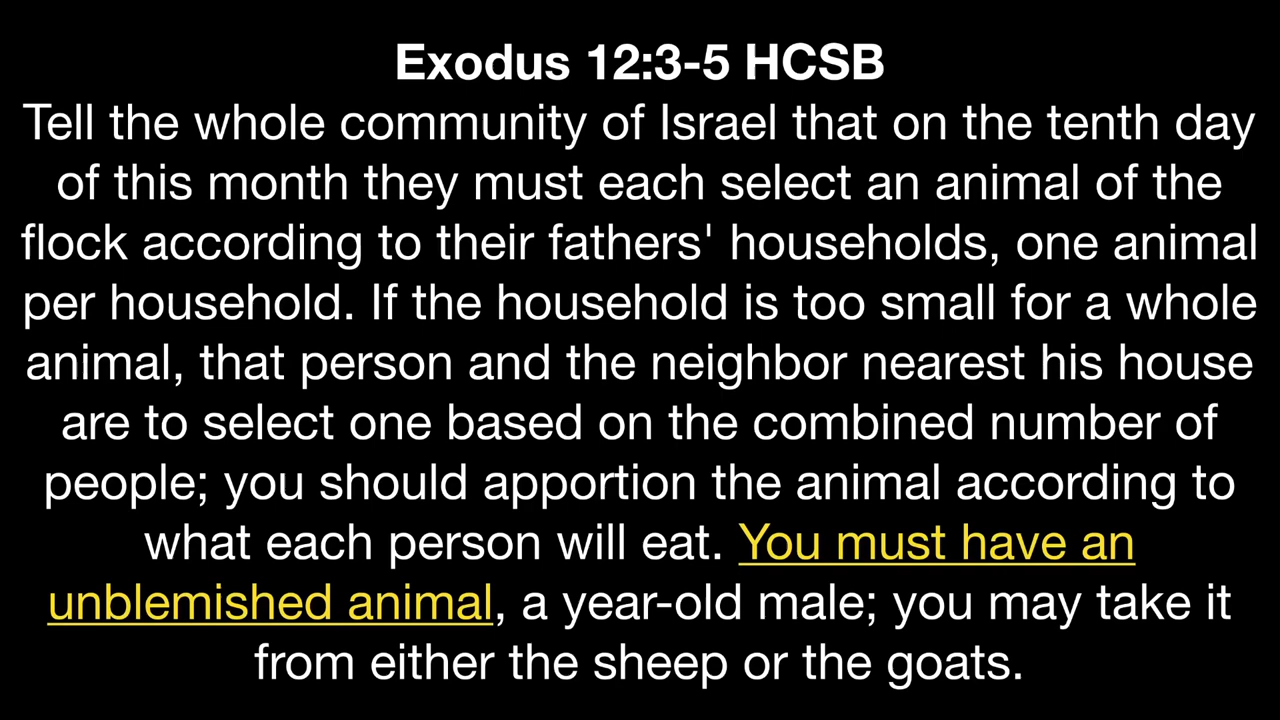 Exodus 12:3-5 HCSB
Tell the whole community of Israel that on the tenth day
of this month they must each select an animal of the
flock according to their fathers' households, one animal
per household. If the household is too small for a whole
animal, that person and the neighbor nearest his house
are to select one based on the combined number of
people; you should apportion the animal according to
what each person will eat. You must have an
unblemished animal, a year-old male; you may take it
from either the sheep or the goats.